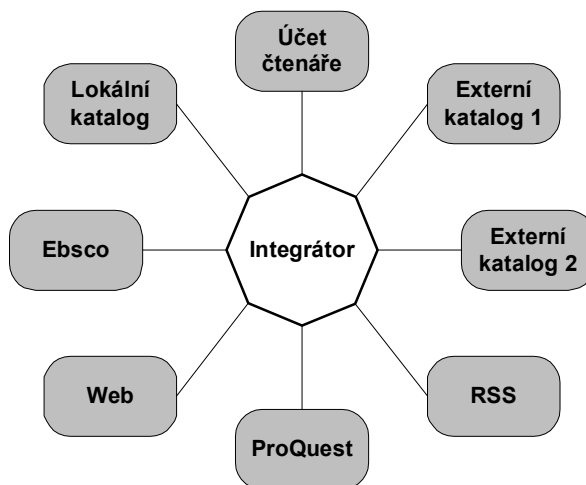 Účet
čtenáře
Lokální
katalog
Externí
katalog 1
Ebsco
Integrátor
Externí
katalog 2
Web
RSS
ProQuest